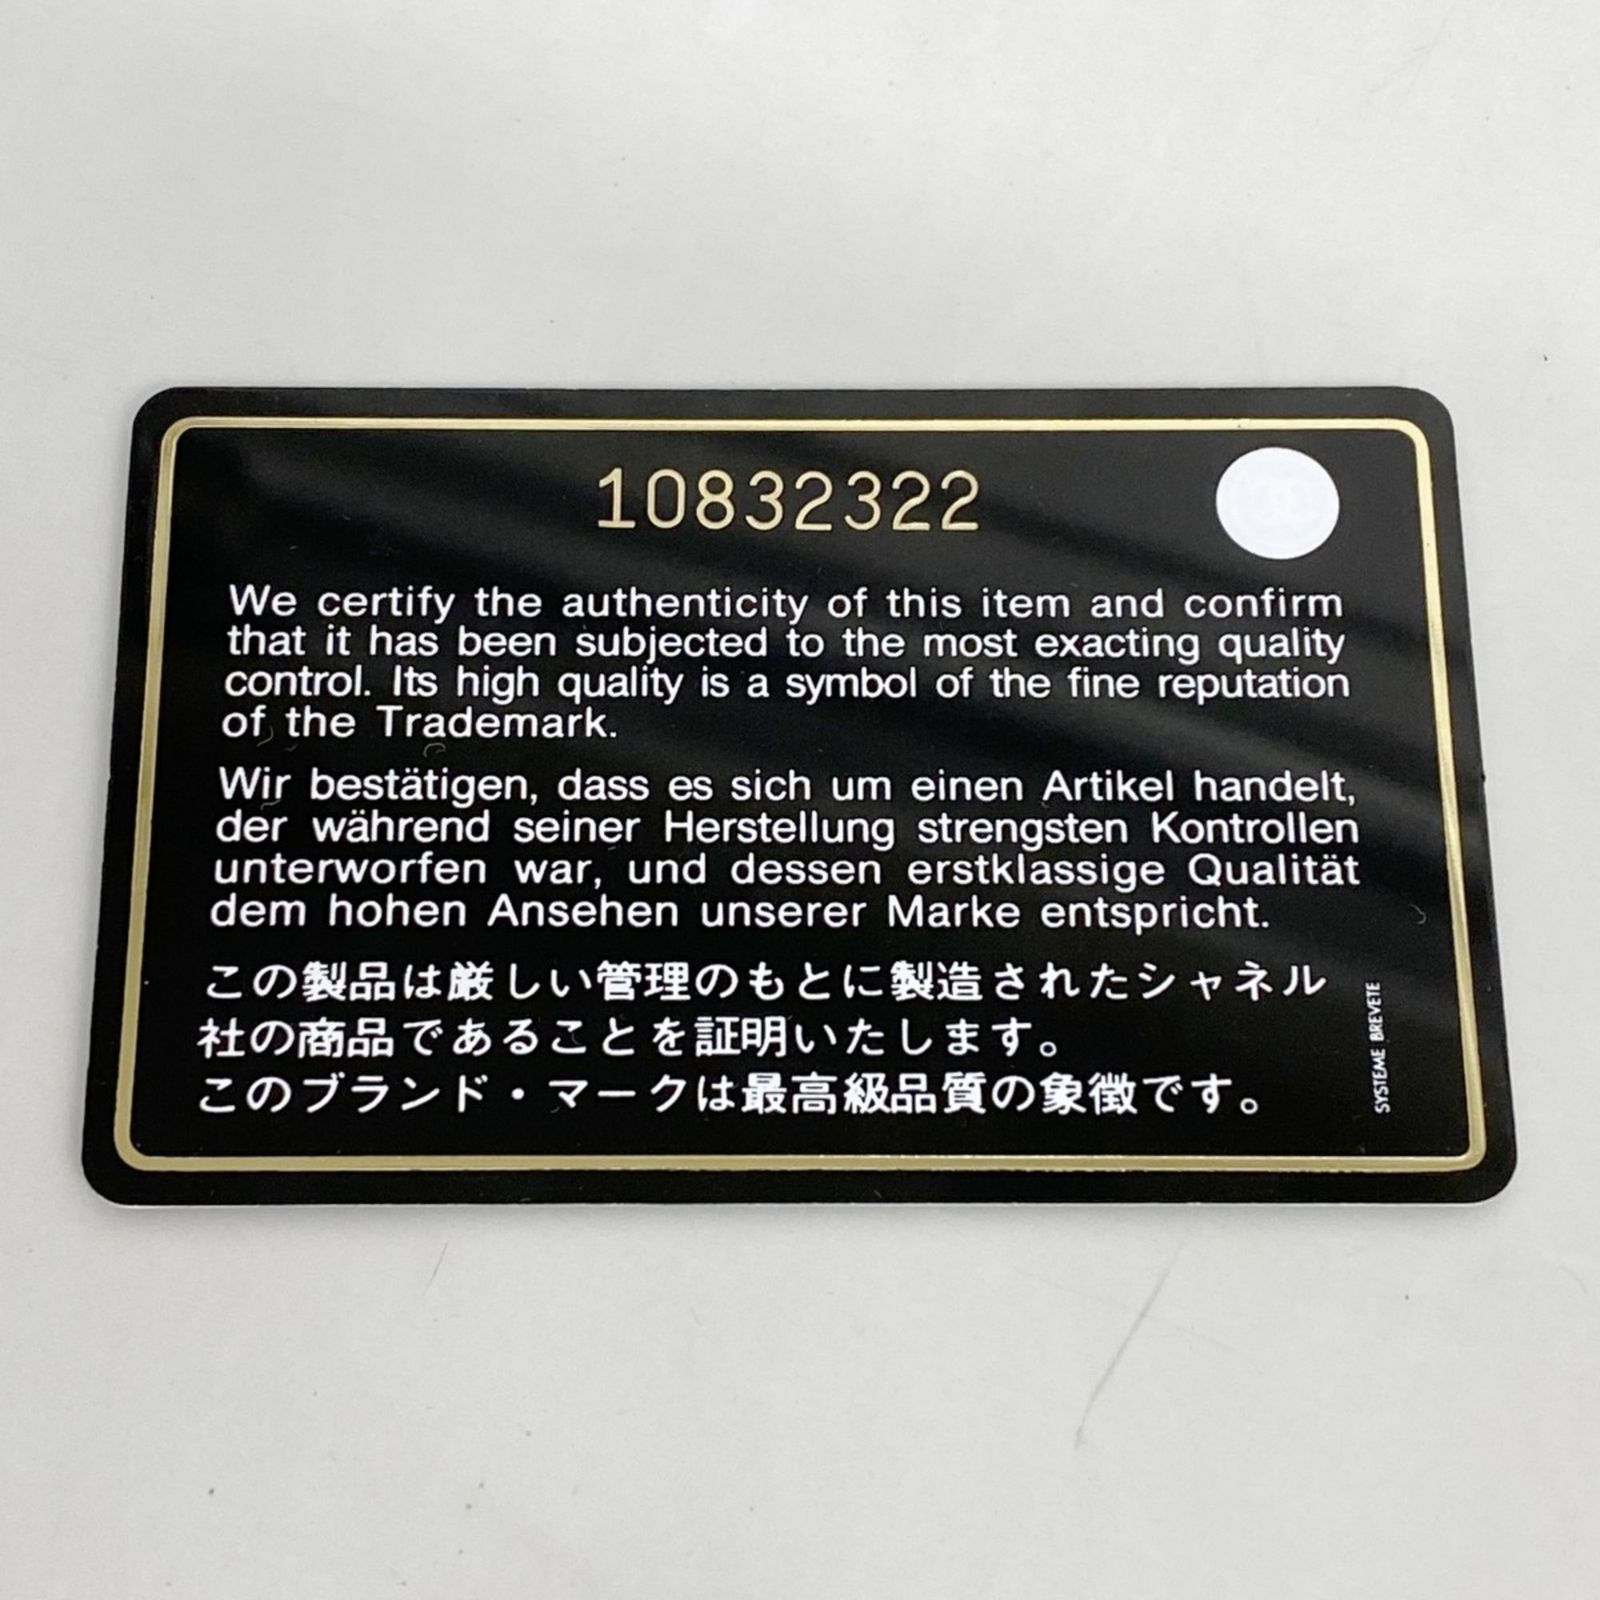 10832322
We certify the authenticity of this item and confirm
that it has been subjected to the most exacting quality
control. Its high quality is a symbol of the fine reputation
of the Trademark.
Wir bestätigen, dass es sich um einen Artikel handelt,
der während seiner Herstellung strengsten Kontrollen
unterworfen war, und dessen erstklassige Qualität
dem hohen Ansehen unserer Marke entspricht.
この製品は厳しい管理のもとに製造されたシャネル
社の商品であることを証明いたします。
このブランド・マークは最高級品質の象徴です。
SYSTEME BREVETE